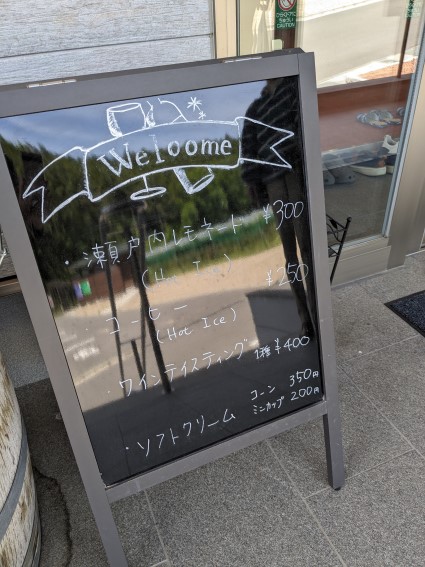 Welcome
・瀬戸内レモネード ¥300
(Hot Ice)
・コーヒー ¥250
(Hot Ice)
・ワインテイスティング 1種¥400
・ソフトクリーム コーン 350円
ミニカップ 200円
CAUTION